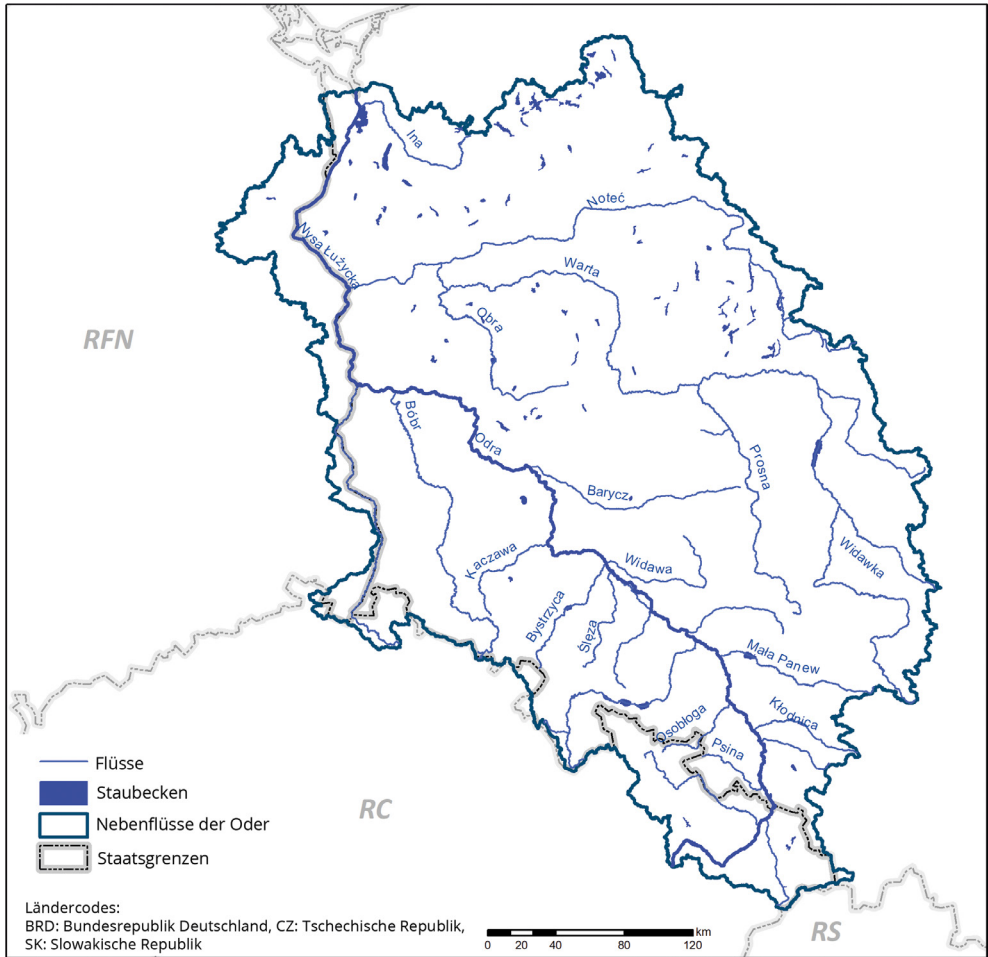 Ina
Noteć
Nysa Łużycka
Warta
Obra
RFN
Bóbr
Odra
Prosna
Barycz
Kaczawa
Widawa
Widawka
Bystrzyca
Ślęza
Mała Panew
Osobłoga
Kłodnica
Psina
Flüsse
Staubecken
Nebenflüsse der Oder
Staatsgrenzen
RC
Ländercodes:
BRD: Bundesrepublik Deutschland, CZ: Tschechische Republik,
SK: Slowakische Republik
km
0 20 40 80 120
RS